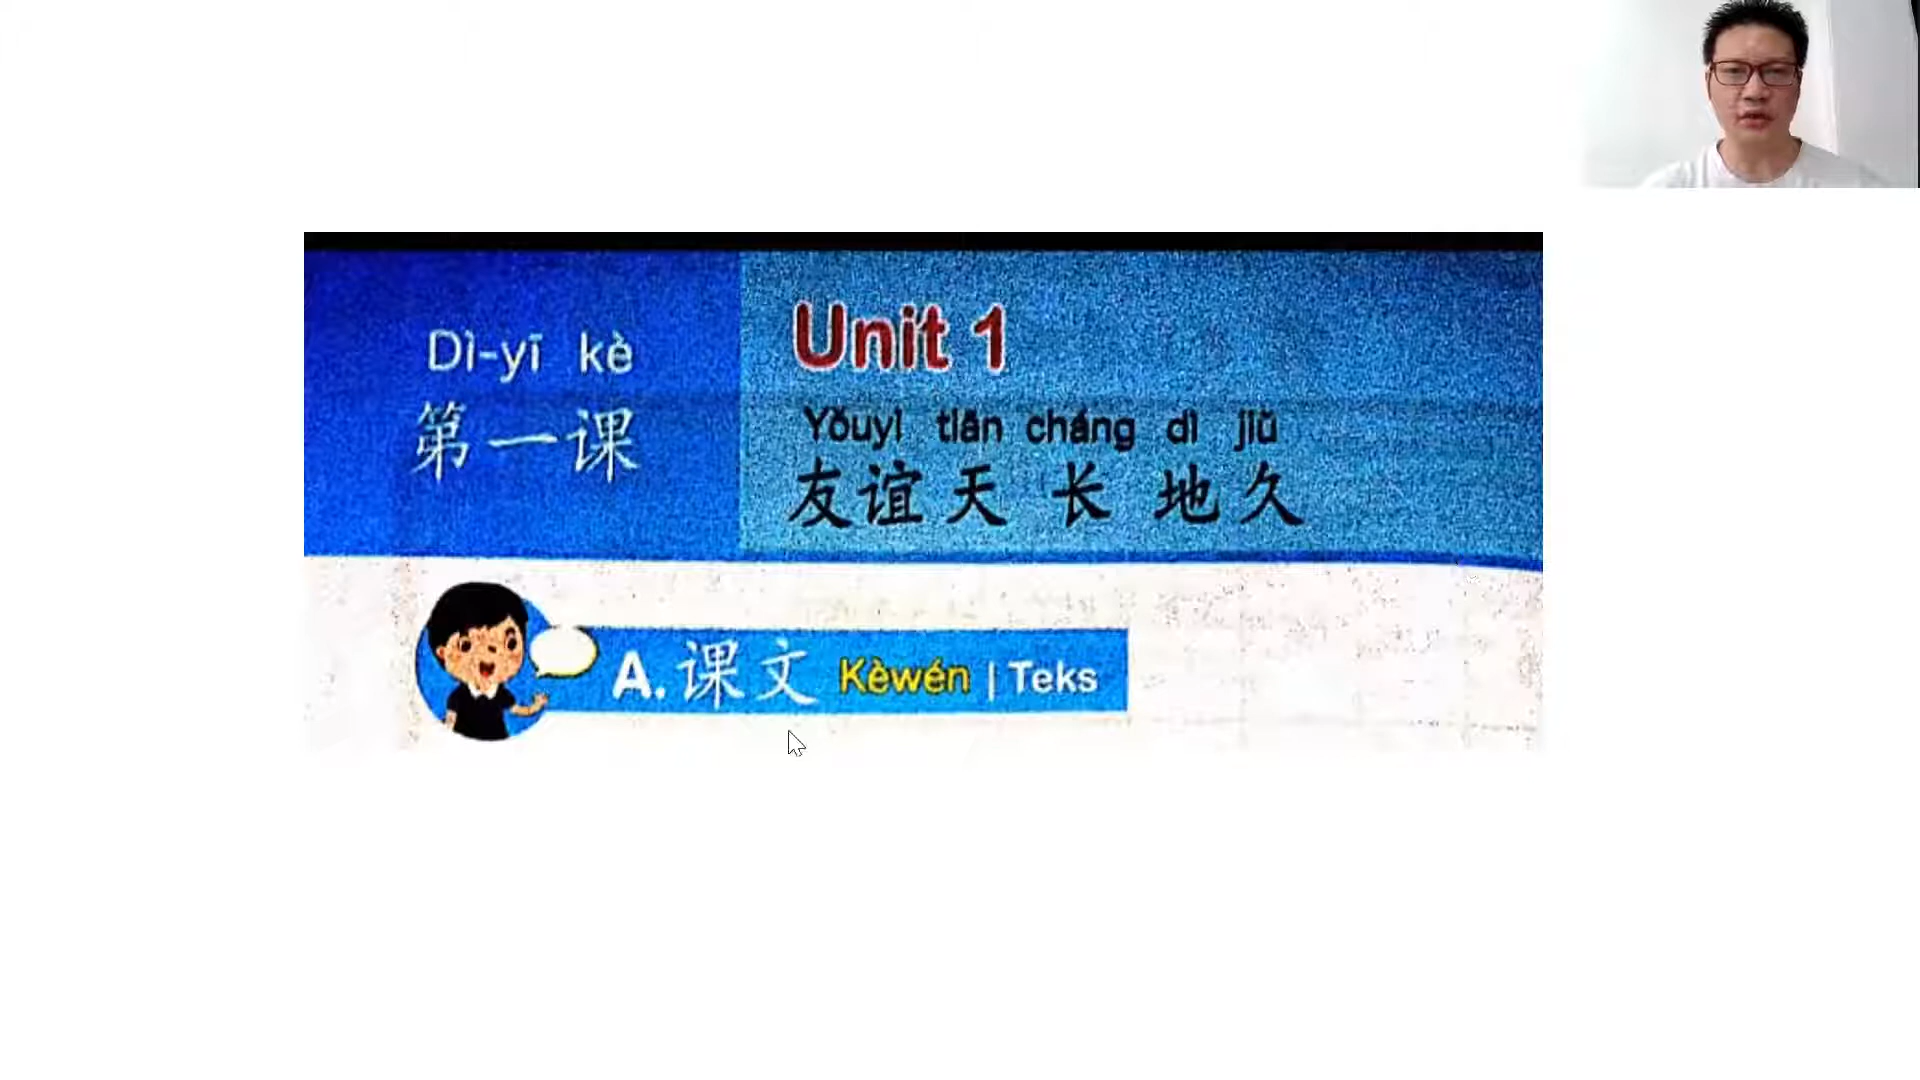 Dì-yī kè
第一课
Unit 1
Yǒuyì tiān cháng dì jiǔ
友谊天 长 地 久
A. 课文 Kèwén | Teks